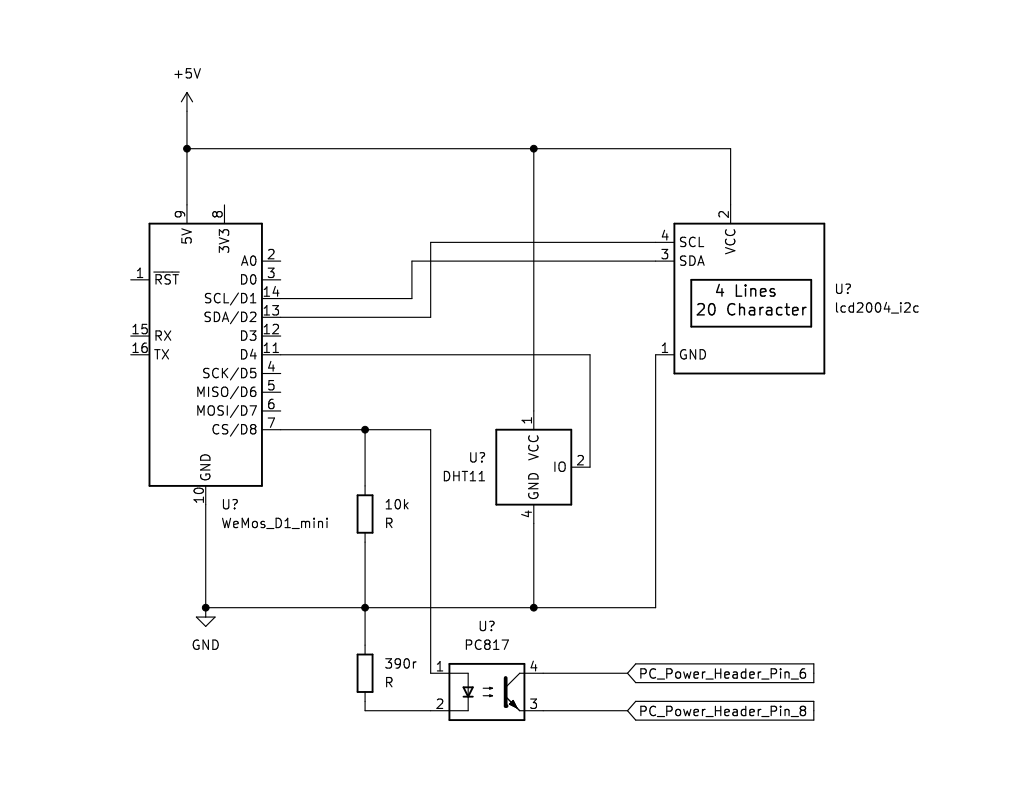 +5V
9
5V
8
3V3
2
VCC
A0 2
1 RST
D0 3
SCL/D1 14
SDA/D2 13
15 RX
D3 12
16 TX
D4 11
SCK/D5 4
MISO/D6 5
MOSI/D7 6
CS/D8 7
GND
10
U?
WeMos_D1_mini
4 SCL
3 SDA
4 Lines
20 Character
1 GND
U?
lcd2004_i2c
1
VCC
IO 2
GND
4
U?
DHT11
10k
R
GND
U?
PC817
390r
R
1
2
4
3
PC_Power_Header_Pin_6
PC_Power_Header_Pin_8